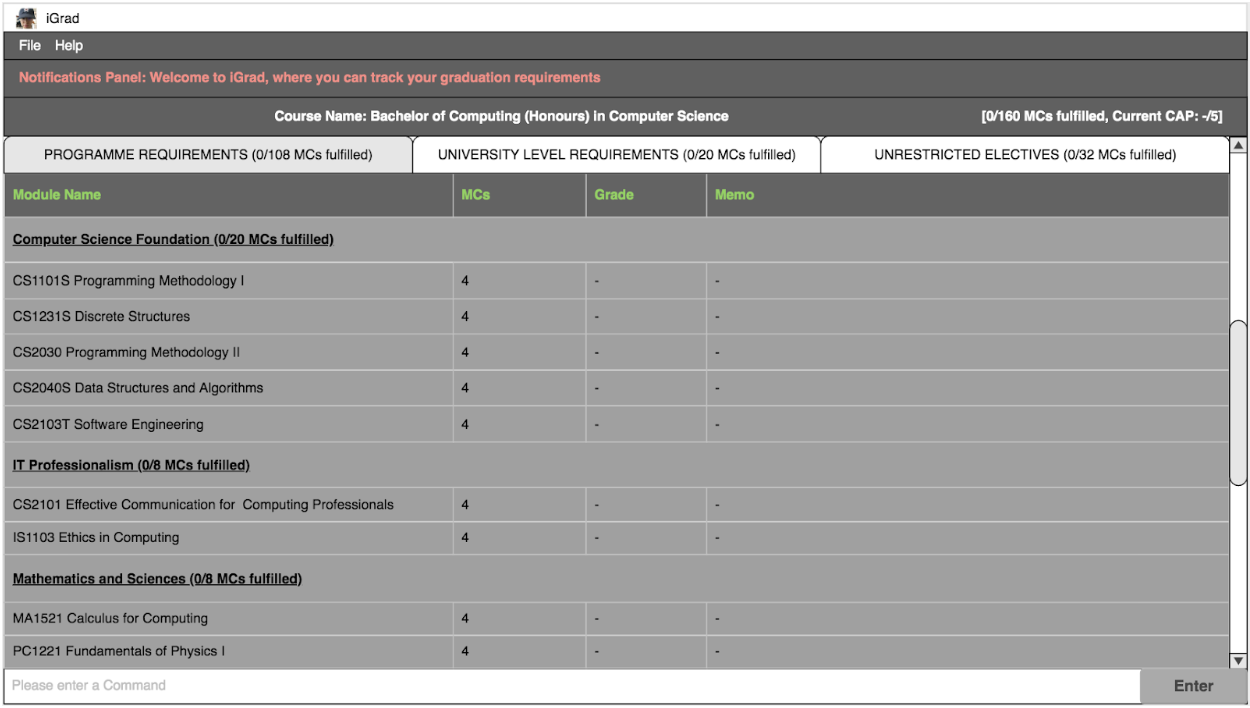 iGrad
File Help
Notifications Panel: Welcome to iGrad, where you can track your graduation requirements
Course Name: Bachelor of Computing (Honours) in Computer Science [0/160 MCs fulfilled, Current CAP: -/5]
PROGRAMME REQUIREMENTS (0/108 MCs fulfilled) UNIVERSITY LEVEL REQUIREMENTS (0/20 MCs fulfilled) UNRESTRICTED ELECTIVES (0/32 MCs fulfilled)
Module Name MCs Grade Memo
Computer Science Foundation (0/20 MCs fulfilled)
CS1101S Programming Methodology I 4 - -
CS1231S Discrete Structures 4 - -
CS2030 Programming Methodology II 4 - -
CS2040S Data Structures and Algorithms 4 - -
CS2103T Software Engineering 4 - -
IT Professionalism (0/8 MCs fulfilled)
CS2101 Effective Communication for Computing Professionals 4 - -
IS1103 Ethics in Computing 4 - -
Mathematics and Sciences (0/8 MCs fulfilled)
MA1521 Calculus for Computing 4 - -
PC1221 Fundamentals of Physics I 4 - -
Please enter a Command Enter